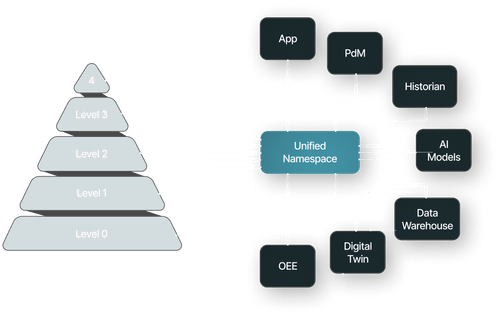 4
Level 3
Level 2
Level 1
Level 0
App
PdM
Historian
Unified
Namespace
AI
Models
Data
Warehouse
Digital
Twin
OEE